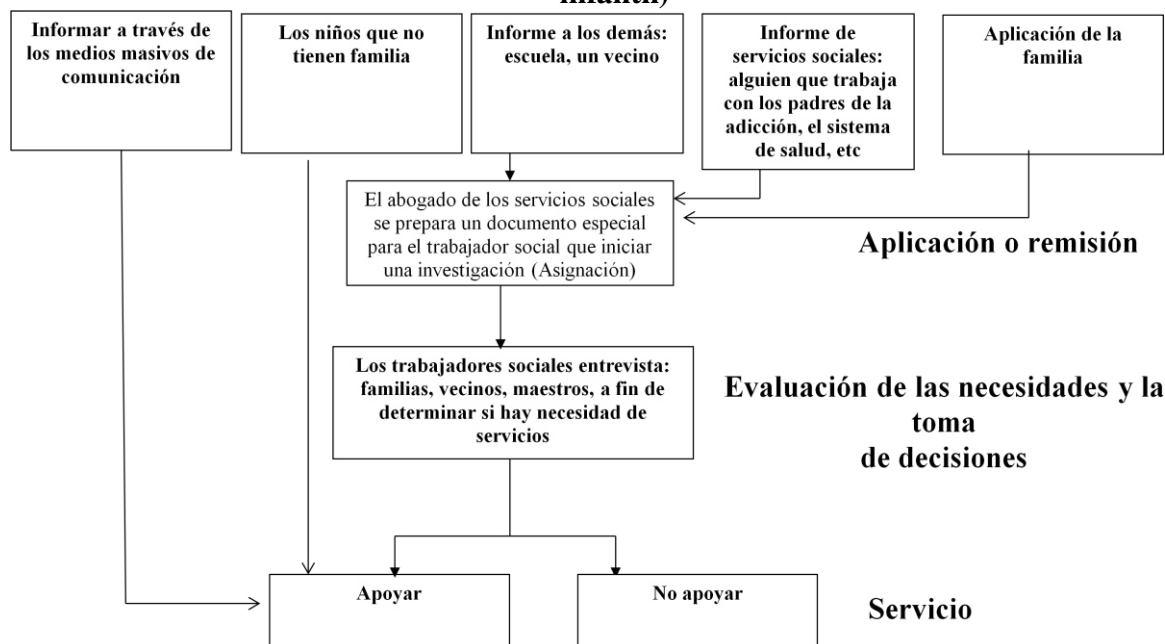 infantil)
Informar a través de
los medios masivos de
comunicación
Los niños que no
tienen familia
Informe a los demás:
escuela, un vecino
Informe de
servicios sociales:
alguien que trabaja
con los padres de la
adicción, el sistema
de salud, etc
Aplicación de la
familia
El abogado de los servicios sociales
se prepara un documento especial
para el trabajador social que iniciar
una investigación (Asignación)
Aplicación o remisión
Los trabajadores sociales entrevista:
familias, vecinos, maestros, a fin de
determinar si hay necesidad de
servicios
Evaluación de las necesidades y la
toma
de decisiones
Apoyar
No apoyar
Servicio